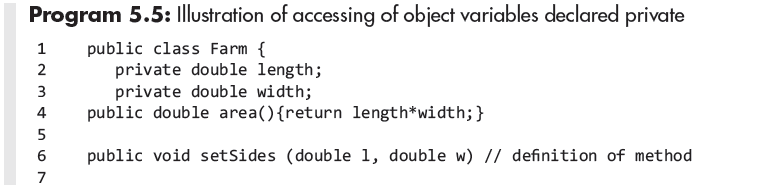 Program 5.5: Illustration of accessing of object variables declared private
1 public class Farm {
2 private double length;
3 private double width;
4 public double area(){return length*width;}
5
6 public void setSides (double l, double w) // definition of method
7